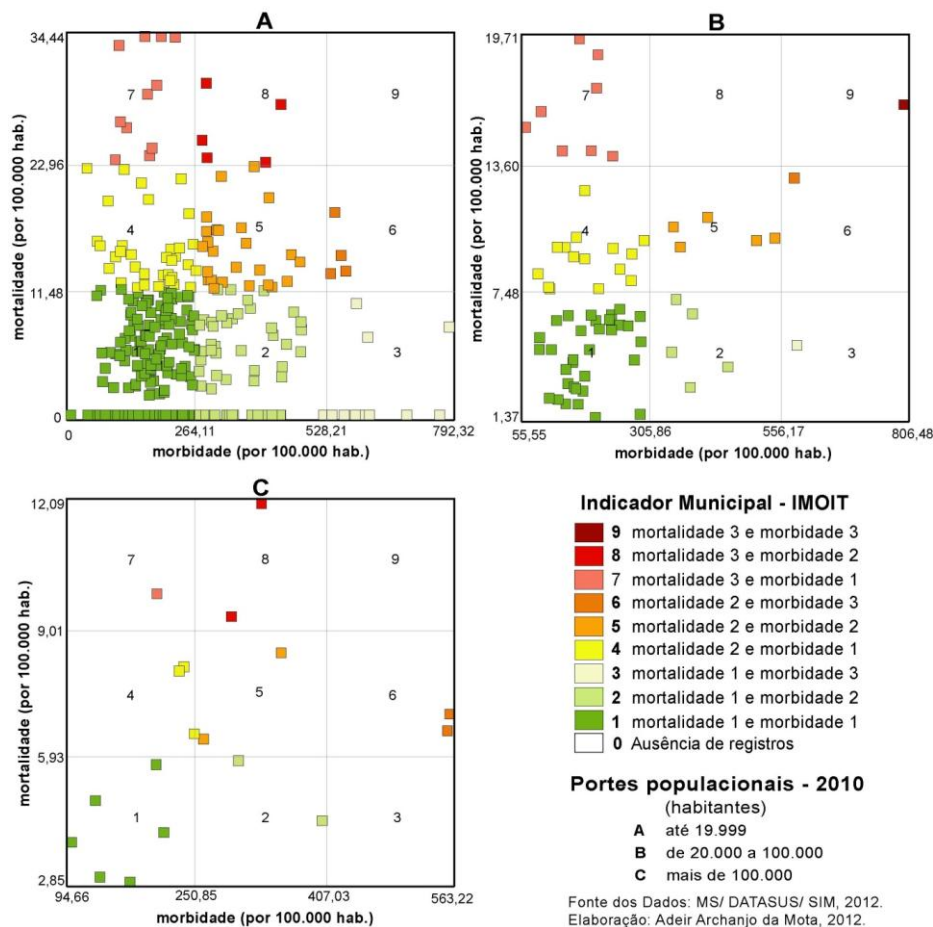 A
34,44
22,96
11,48
0
mortalidade (por 100.000 hab.)
7
8
9
4
5
6
1
2
3
0
264,11
528,21
792,32
morbidade (por 100.000 hab.)
B
19,71
13,60
7,48
1.37
mortalidade (por 100.000 hab.)
7
8
9
4
5
6
1
2
3
55,55
305,86
556,17
806,48
morbidade (por 100.000 hab.)
C
12,09
9,01
5,93
2,85
mortalidade (por 100.000 hab.)
7
8
9
4
5
6
1
2
3
94,66
250,85
407,03
563,22
morbidade (por 100.000 hab.)
Indicador Municipal - IMOIT
9 mortalidade 3 e morbidade 3
8 mortalidade 3 e morbidade 2
7 mortalidade 3 e morbidade 1
6 mortalidade 2 e morbidade 3
5 mortalidade 2 e morbidade 2
4 mortalidade 2 e morbidade 1
3 mortalidade 1 e morbidade 3
2 mortalidade 1 e morbidade 2
1 mortalidade 1 e morbidade 1
0 Ausência de registros
Portes populacionais - 2010
(habitantes)
A até 19.999
B de 20.000 a 100.000
C mais de 100.000
Fonte dos Dados: MS/ DATASUS/ SIM, 2012.
Elaboração: Adeir Archanjo da Mota, 2012.